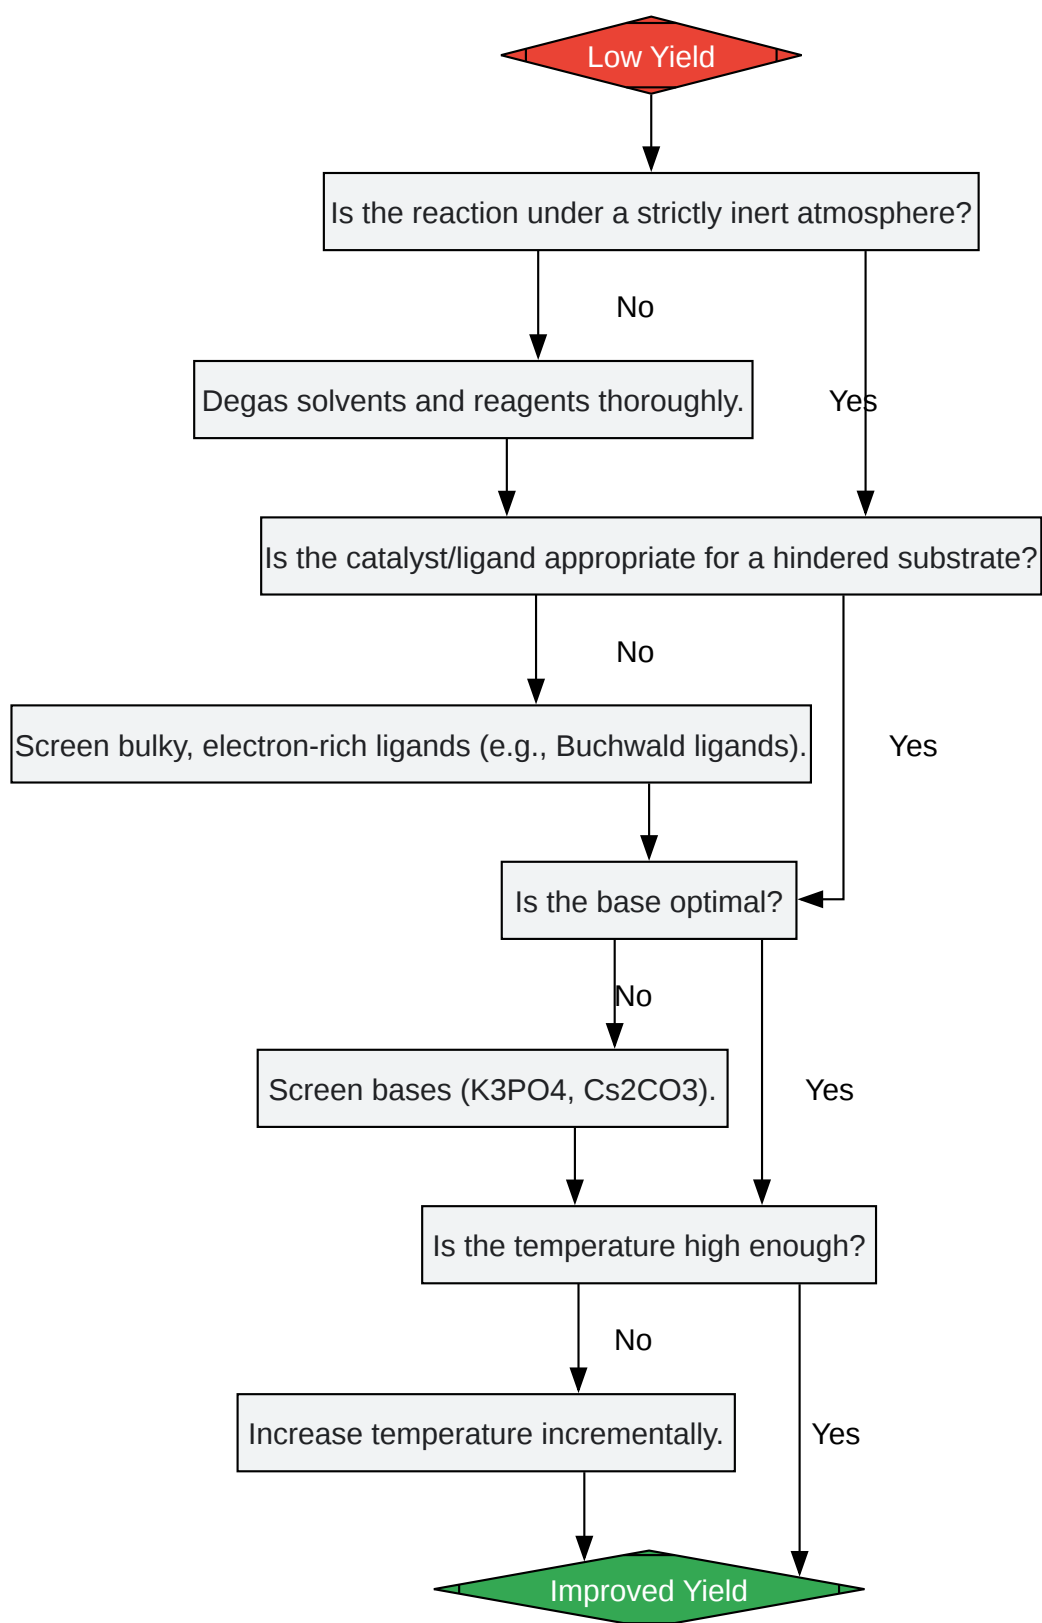 Low Yield
Is the reaction under a strictly inert atmosphere?
No
Degas solvents and reagents thoroughly.
Yes
Is the catalyst/ligand appropriate for a hindered substrate?
No
Screen bulky, electron-rich ligands (e.g., Buchwald ligands).
Yes
Is the base optimal?
No
Screen bases (K3PO4, Cs2CO3).
Yes
Is the temperature high enough?
No
Increase temperature incrementally.
Yes
Improved Yield